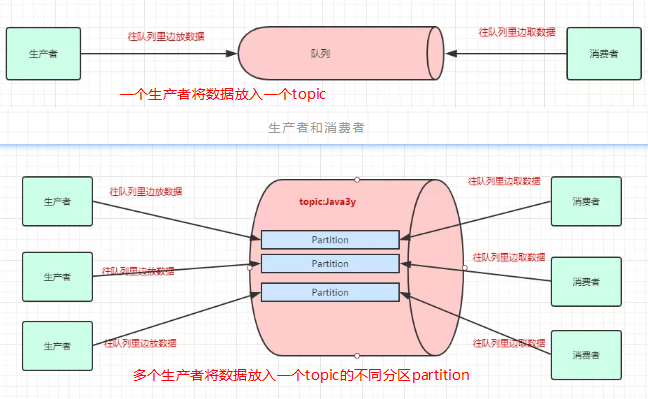 往队列里边放数据
往队列里边取数据
生产者
队列
消费者
一个生产者将数据放入一个topic
生产者和消费者
生产者
往队列里边放数据
topic:Java3y
往队列里边取数据
消费者
Partition
生产者
往队列里边放数据
Partition
往队列里边取数据
消费者
Partition
生产者
往队列里边放数据
往队列里边取数据
消费者
多个生产者将数据放入一个topic的不同分区partition